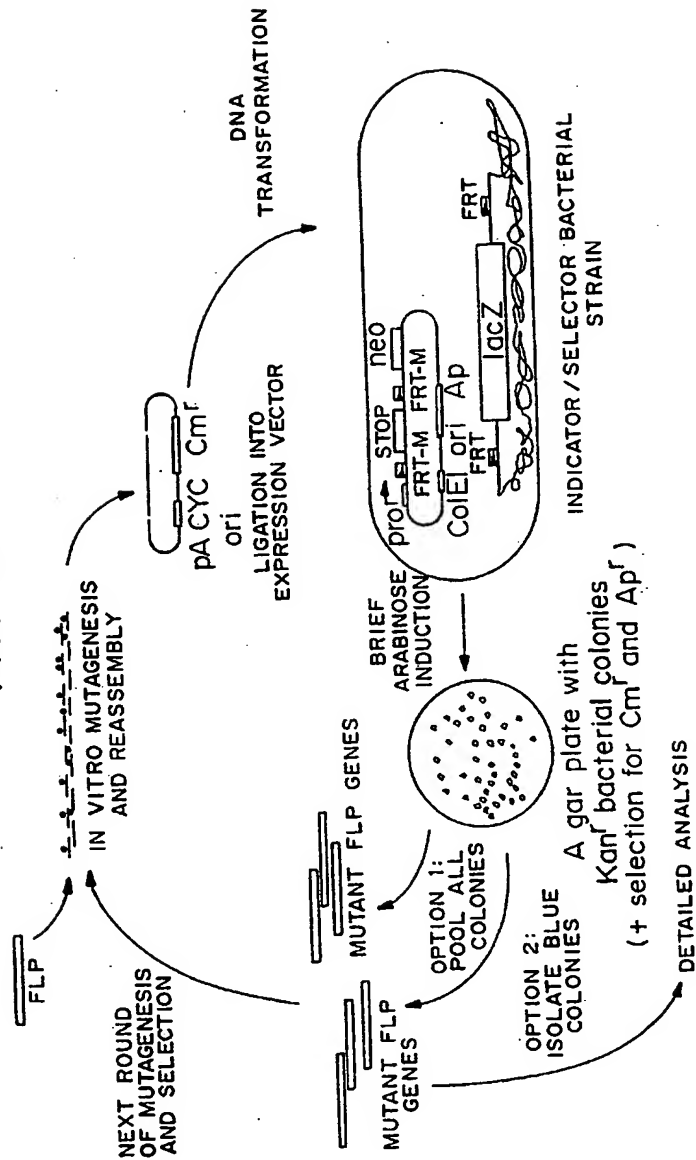 FLP
IN VITRO MUTAGENESIS
AND REASSEMBLY
pACYC Cmr
ori
LIGATION INTO
EXPRESSION VECTOR
DNA
TRANSFORMATION
pro STOP neo
FRT-M FRT-M
ColEI ori Ap
FRT lacZ FRT
INDICATOR/SELECTOR BACTERIAL
STRAIN
BRIEF
ARABINOSE
INDUCTION
A gar plate with
Kanr bacterial colonies
(+ selection for Cmr and Apr)
MUTANT FLP GENES
OPTION 1:
POOL ALL
COLONIES
OPTION 2:
ISOLATE BLUE
COLONIES
MUTANT FLP
GENES
DETAILED ANALYSIS
NEXT ROUND
OF MUTAGENESIS
AND SELECTION